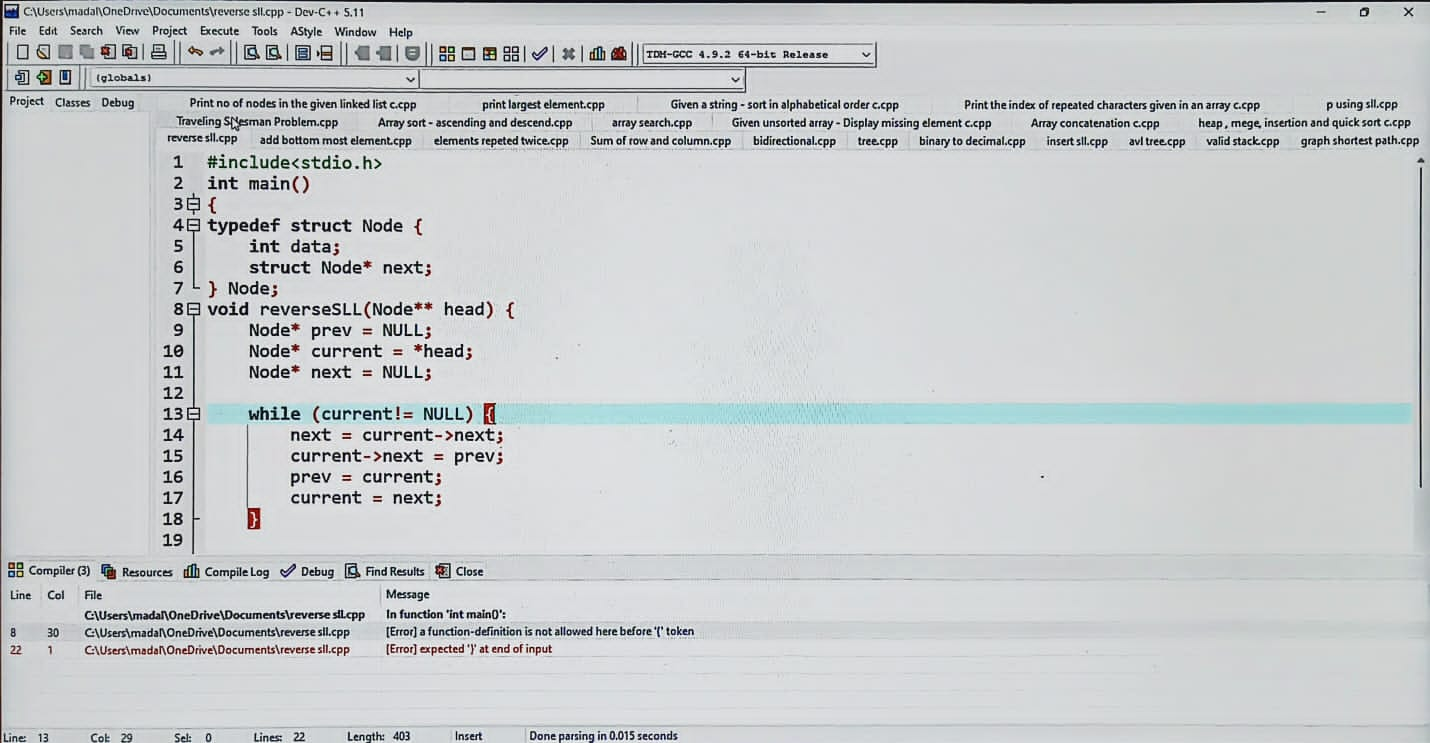 C:\Users\madal\OneDrive\Documents\reverse sll.cpp - Dev-C++ 5.11
File Edit Search View Project Execute Tools AStyle Window Help
TDM-GCC 4.9.2 64-bit Release
(globals)
Project Classes Debug
Print no of nodes in the given linked list c.cpp print largest element.cpp Given a string - sort in alphabetical order c.cpp Print the index of repeated characters given in an array c.cpp p using sll.cpp
Traveling Salesman Problem.cpp Array sort - ascending and descend.cpp array search.cpp Given unsorted array - Display missing element c.cpp Array concatenation c.cpp heap , mege, insertion and quick sort c.cpp
reverse sll.cpp add bottom most element.cpp elements repeted twice.cpp Sum of row and column.cpp bidirectional.cpp tree.cpp binary to decimal.cpp insert sll.cpp avl tree.cpp valid stack.cpp graph shortest path.cpp
1 #include<stdio.h>
2 int main()
3 {
4 typedef struct Node {
5 int data;
6 struct Node* next;
7 } Node;
8 void reverseSLL(Node** head) {
9 Node* prev = NULL;
10 Node* current = *head;
11 Node* next = NULL;
12
13 while (current!= NULL) {
14 next = current->next;
15 current->next = prev;
16 prev = current;
17 current = next;
18 }
19
Compiler (3) Resources Compile Log Debug Find Results Close
Line Col File Message
C:\Users\madal\OneDrive\Documents\reverse sll.cpp In function 'int main()':
8 30 C:\Users\madal\OneDrive\Documents\reverse sll.cpp [Error] a function-definition is not allowed here before '{' token
22 1 C:\Users\madal\OneDrive\Documents\reverse sll.cpp [Error] expected '}' at end of input
Line: 13 Col: 29 Sel: 0 Lines: 22 Length: 403 Insert Done parsing in 0.015 seconds